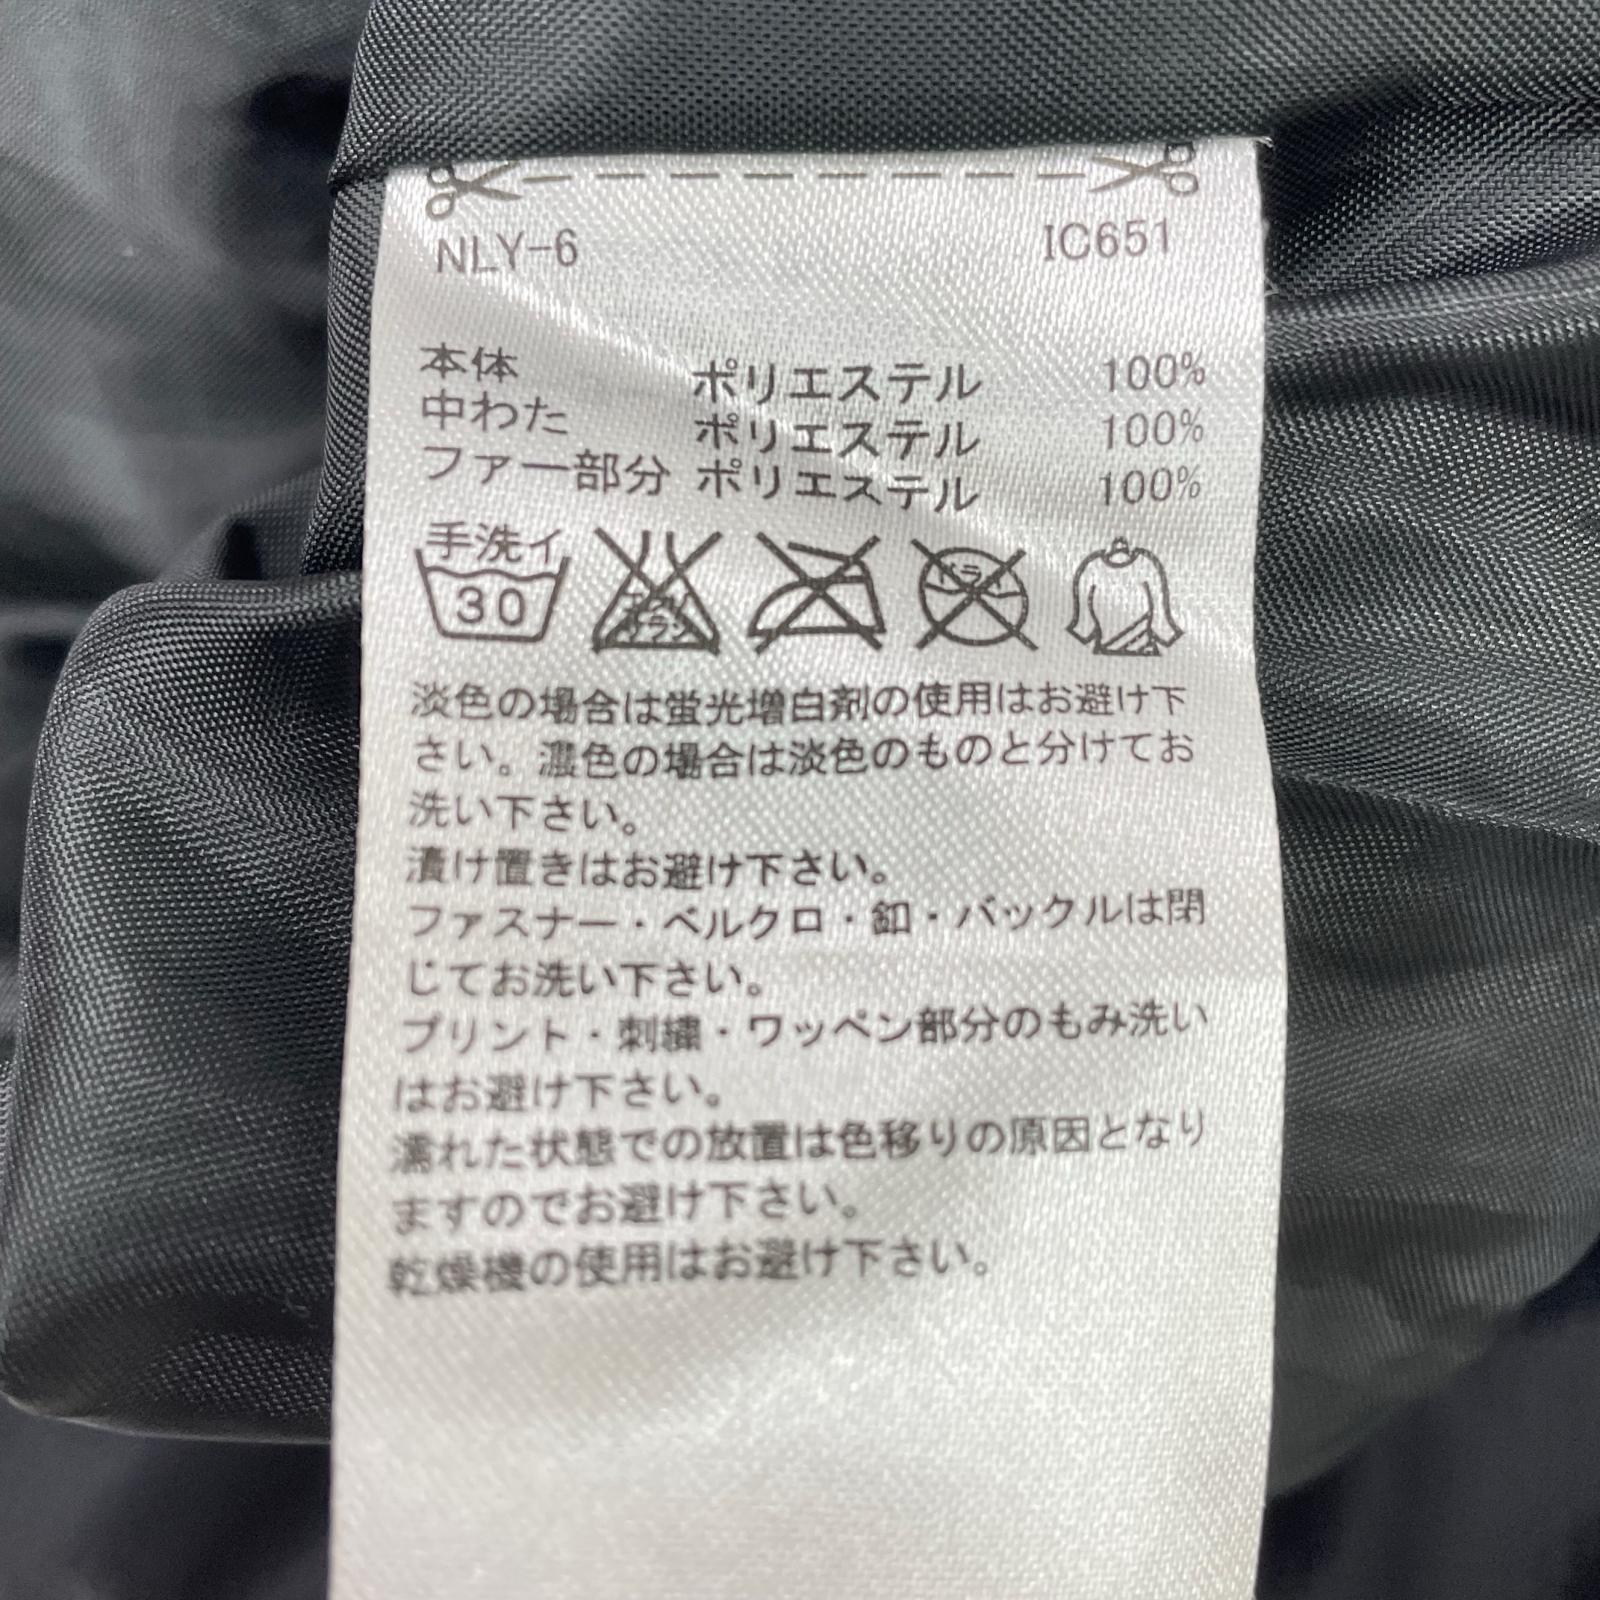 NLY-6 IC651
本体 ポリエステル 100%
中わた ポリエステル 100%
ファー部分 ポリエステル 100%
手洗イ
30
エンソ
サラシ
ドライ
淡色の場合は蛍光増白剤の使用はお避け下
さい。濃色の場合は淡色のものと分けてお
洗い下さい。
漬け置きはお避け下さい。
ファスナー・ベルクロ・釦・バックルは閉
じてお洗い下さい。
プリント・刺繍・ワッペン部分のもみ洗い
はお避け下さい。
濡れた状態での放置は色移りの原因となり
ますのでお避け下さい。
乾燥機の使用はお避け下さい。